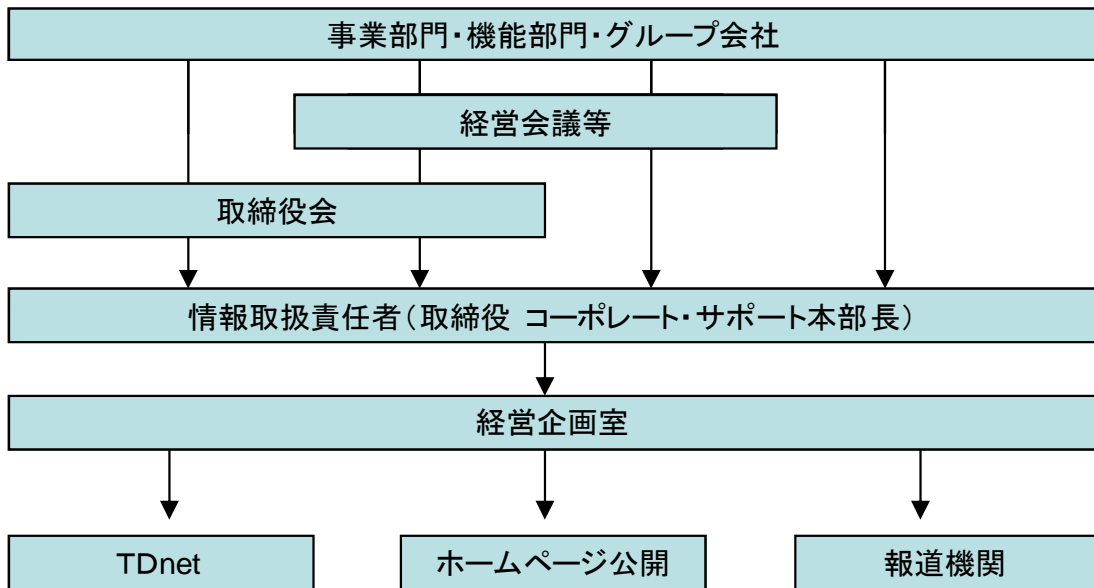 事業部門・機能部門・グループ会社
経営会議等
取締役会
情報取扱責任者（取締役 コーポレート・サポート本部長）
経営企画室
TDnet
ホームページ公開
報道機関